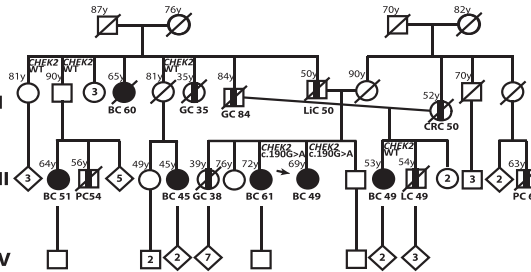 87y 76y 70y 82y
CHEK2 CHEK2 CHEK2
WT WT WT
81y 90y 65y 81y 35y 84y 50y 90y 52y 70y
3
BC 60 GC 35 GC 84 LiC 50 CRC 50
I
CHEK2 CHEK2 CHEK2
c.190G>A c.190G>A WT
64y 56y 49y 45y 39y 76y 72y 69y 53y 54y 63y
II 3 5 2 3 2
BC 51 PC54 BC 45 GC 38 BC 61 BC 49 BC 49 LC 49 PC 6
V 2 2 7 2 3